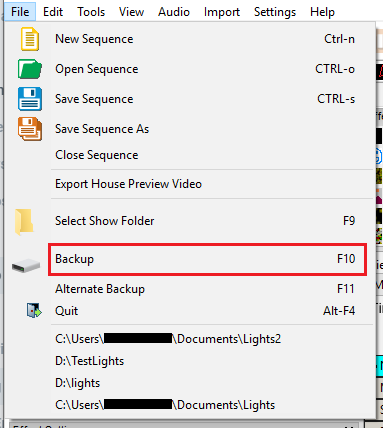 File Edit Tools View Audio Import Settings Help
New Sequence Ctrl-n
Open Sequence CTRL-o
Save Sequence CTRL-s
Save Sequence As
Close Sequence
Export House Preview Video
Select Show Folder F9
Backup F10
Alternate Backup F11
Quit Alt-F4
C:\Users\ \Documents\Lights2
D:\TestLights
D:\lights
C:\Users\ \Documents\Lights